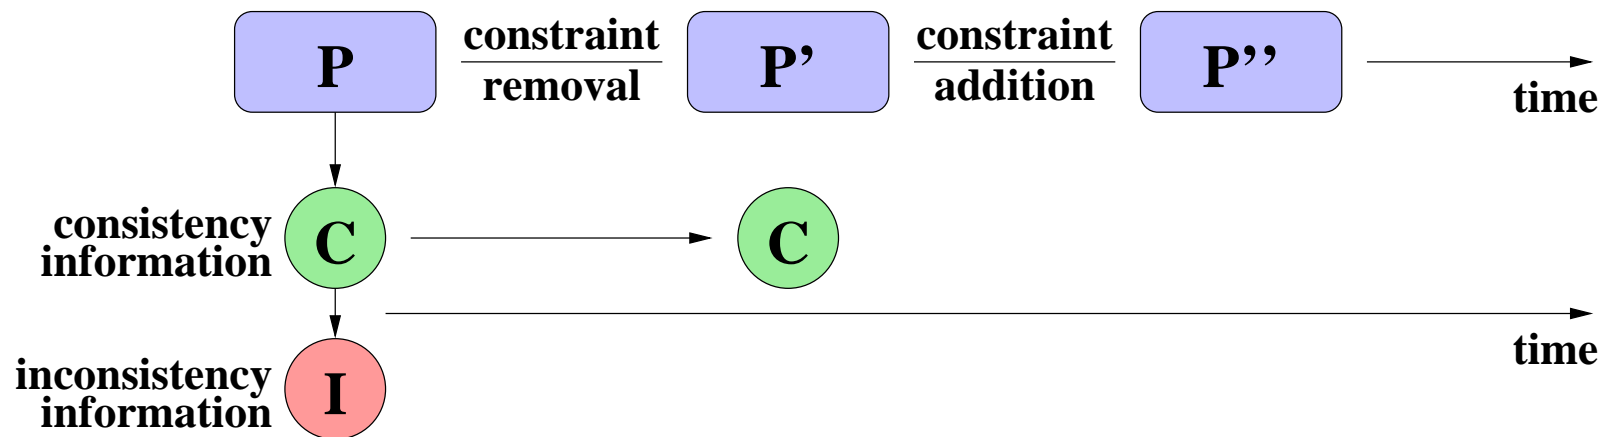 P
constraint
removal
P’
constraint
addition
P’’
time
consistency
information
C
C
time
inconsistency
information
I